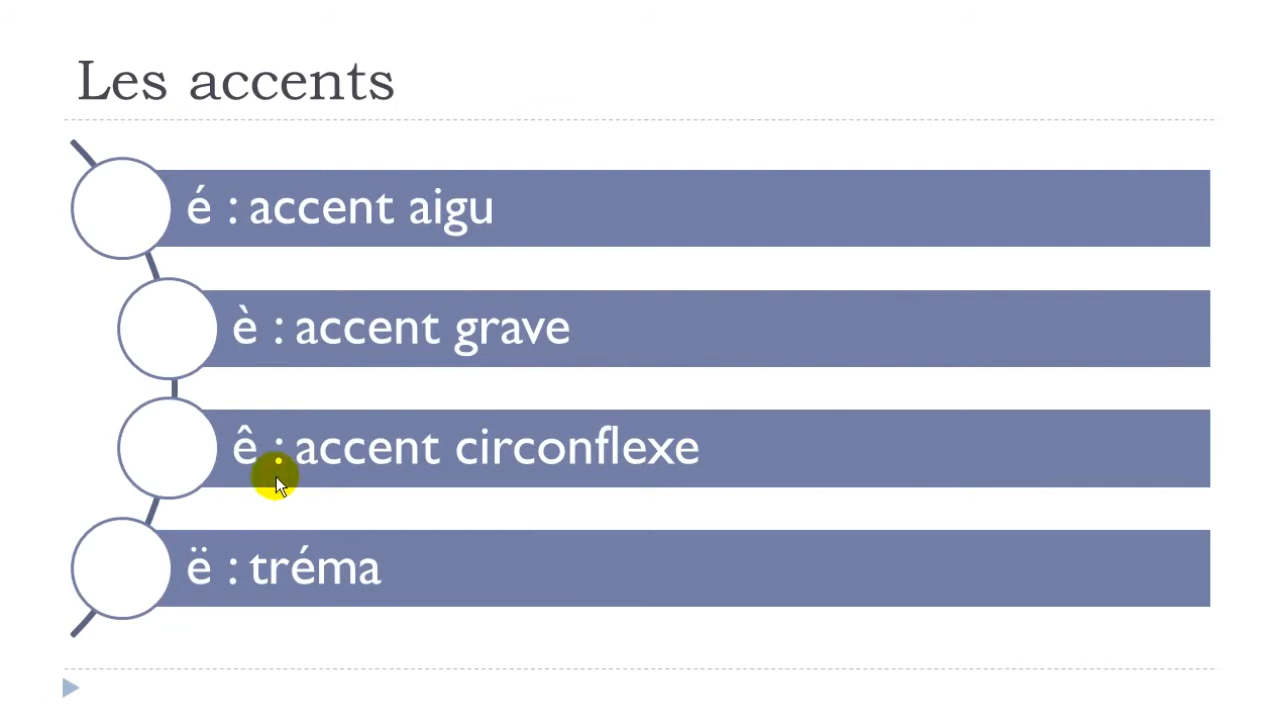 Les accents
é : accent aigu
è : accent grave
ê : accent circonflexe
ë : tréma